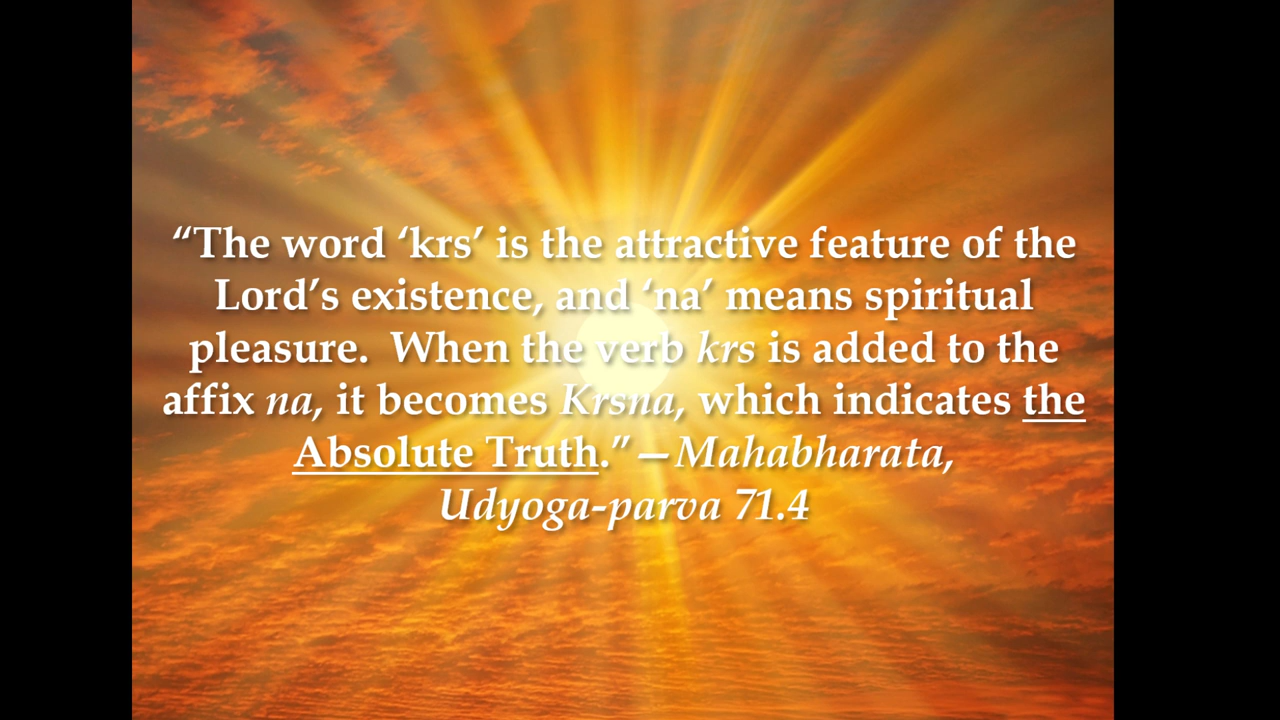 “The word ‘krs’ is the attractive feature of the
Lord’s existence, and ‘na’ means spiritual
pleasure.  When the verb krs is added to the
affix na, it becomes Krsna, which indicates the
Absolute Truth.”—Mahabharata,
Udyoga-parva 71.4